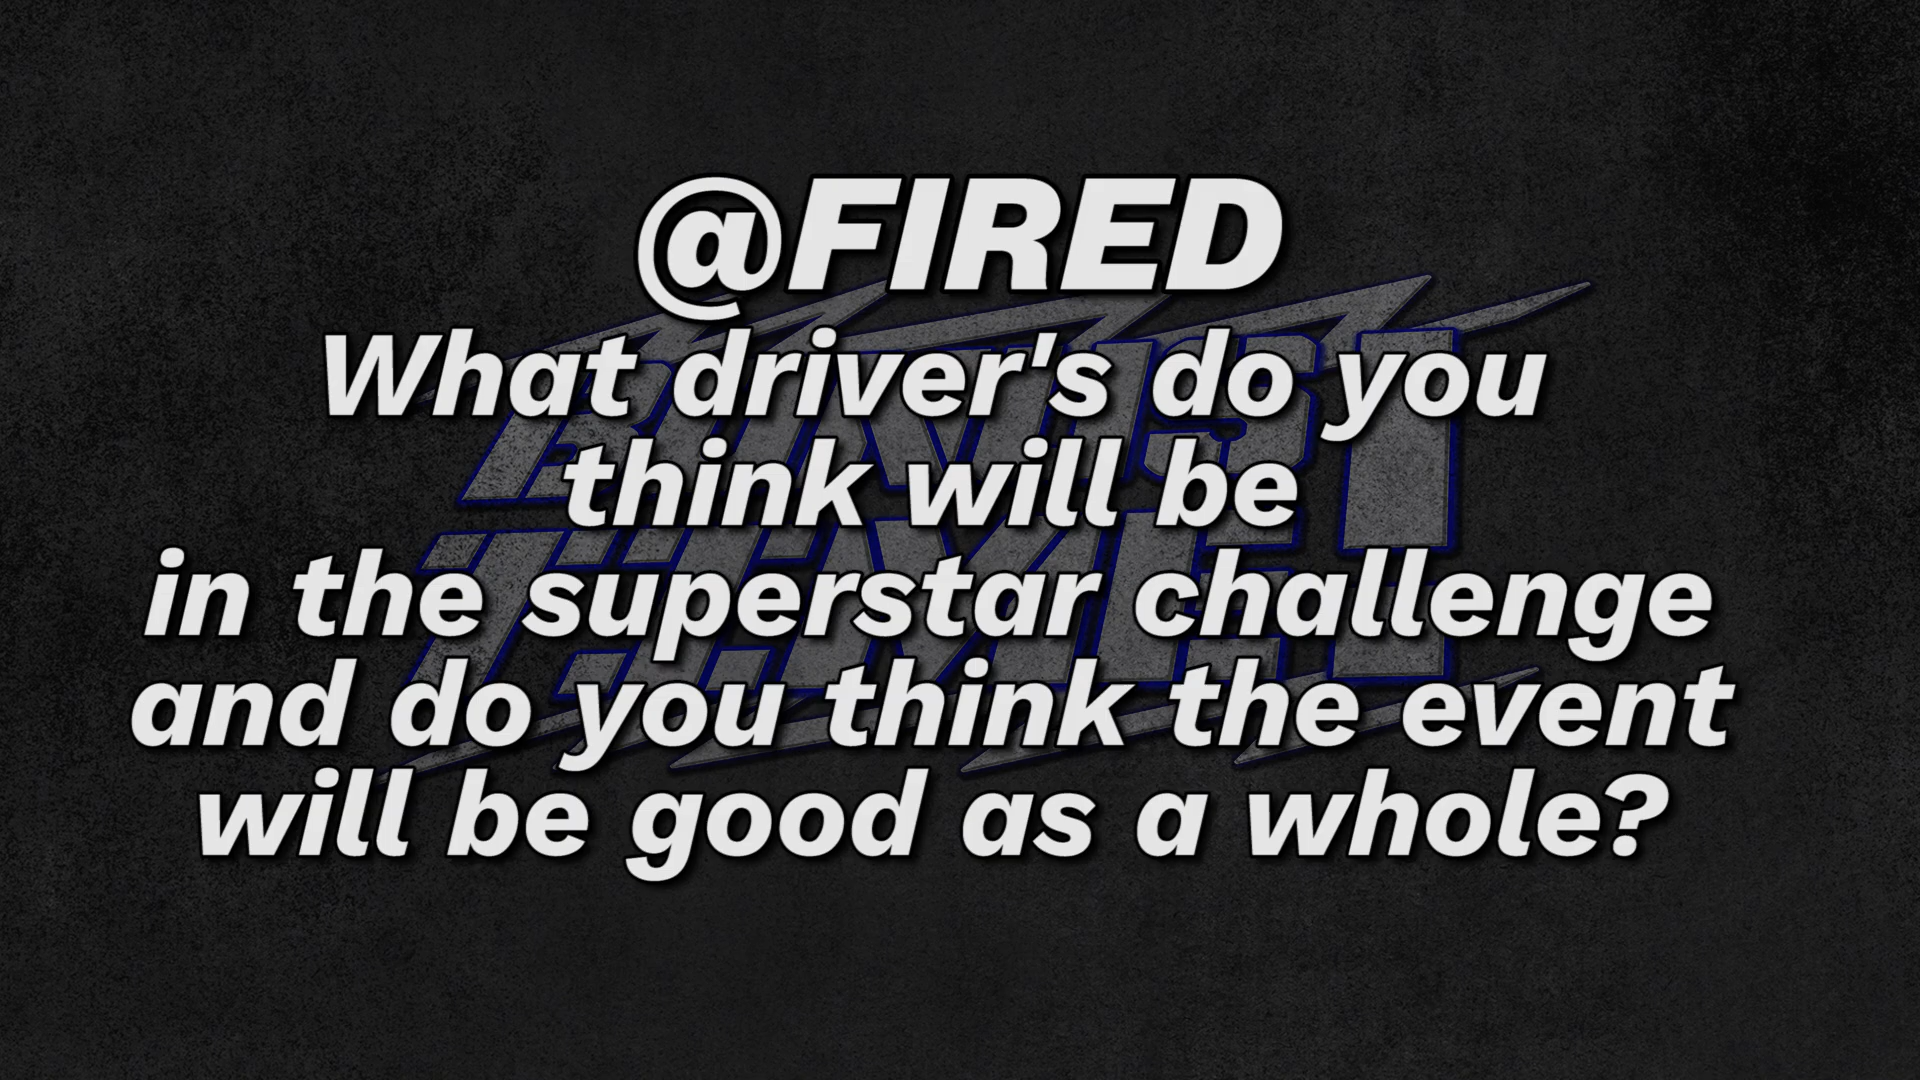 @FIRED
What driver's do you
think will be
in the superstar challenge
and do you think the event
will be good as a whole?